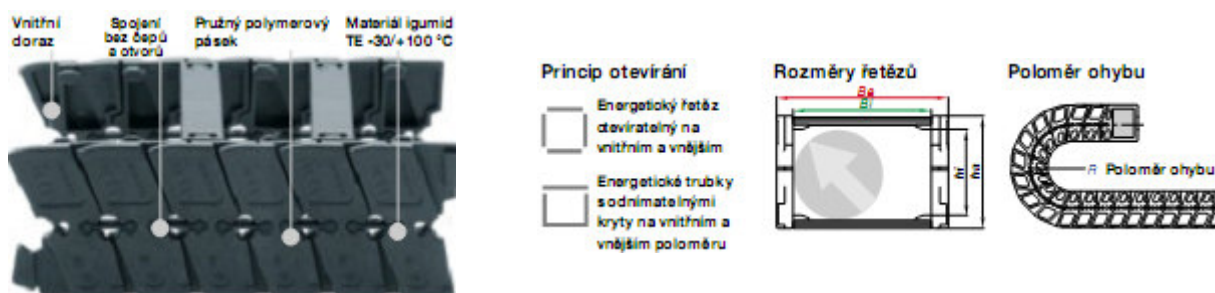 Vnitřní
doraz
Spojení
bez čepů
a otvorů
Pružný polymerový
pásek
Materiál igumid
TE -30/+100 °C
Princip otevírání
Energetický řetěz
otevíratelný na
vnitřním a vnějším
Energetické trubky
s odnímatelnými
kryty na vnitřním a
vnějším poloměru
Rozměry řetězů
Ba
Bi
hi
ha
Poloměr ohybu
R Poloměr ohybu